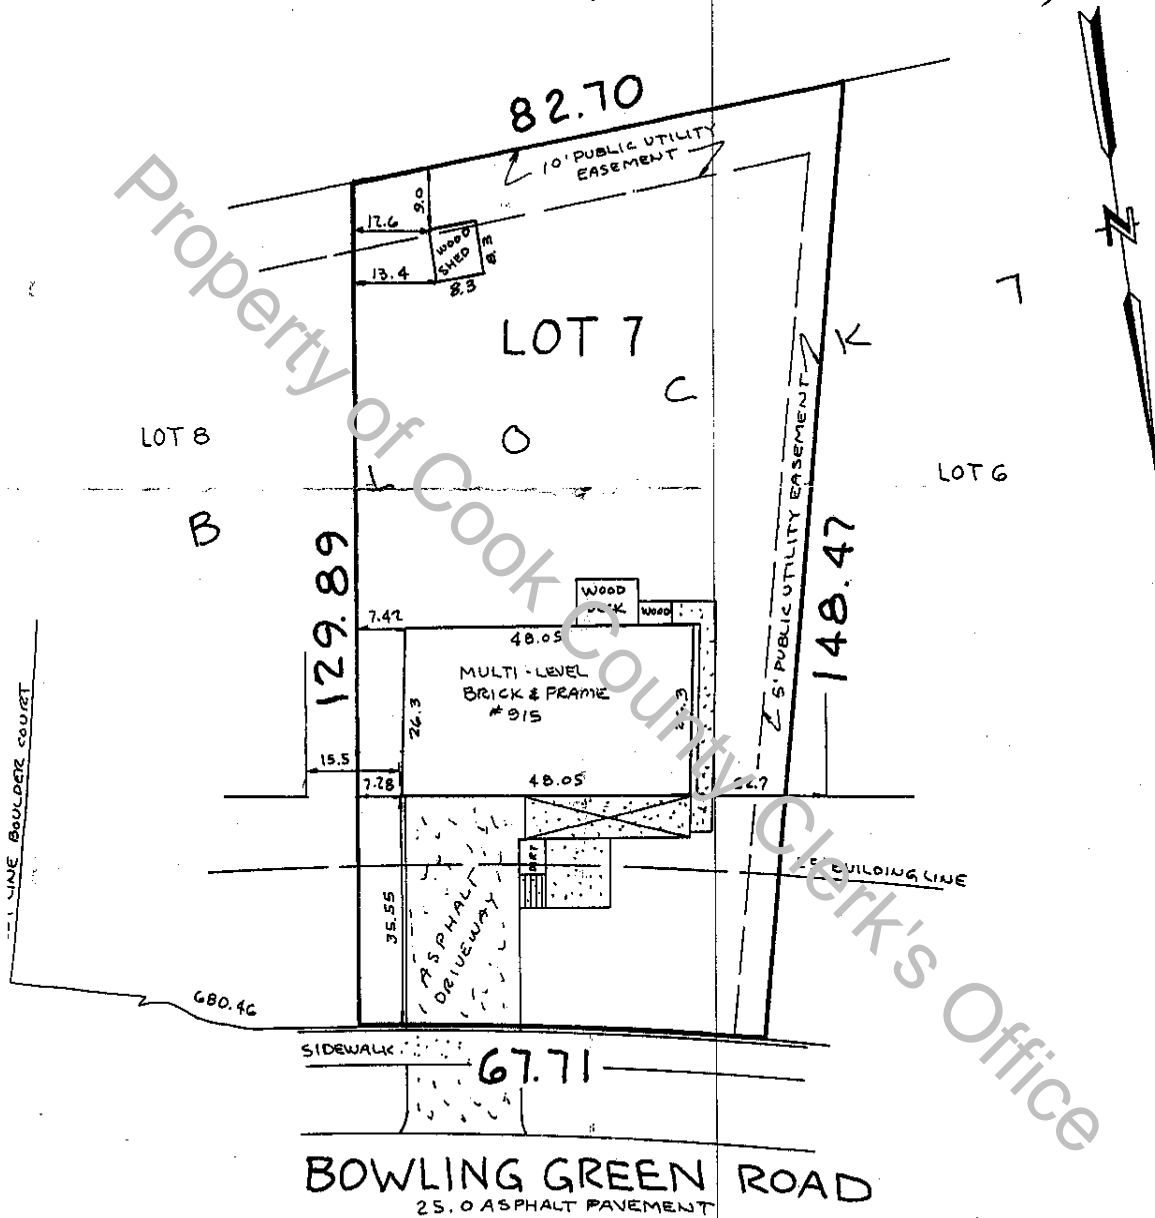 82.70
10' PUBLIC UTILITY
EASEMENT
12.6
9.0
WOOD
SHED
8.3
13.4
8.3
N
LOT 7
7
K
C
O
LOT 8
LOT 6
L
B
129.89
148.47
5' PUBLIC UTILITY EASEMENT
WOOD
WOOD
7.42
48.05
MULTI-LEVEL
BRICK & FRAME
#915
26.3
15.5
7.28
48.05
LINE BOULDER COURT
BUILDING LINE
DIRT
35.55
ASPHALT
DRIVEWAY
680.46
SIDEWALK
67.71
BOWLING GREEN ROAD
25.0 ASPHALT PAVEMENT
Property of Cook County Clerk's Office